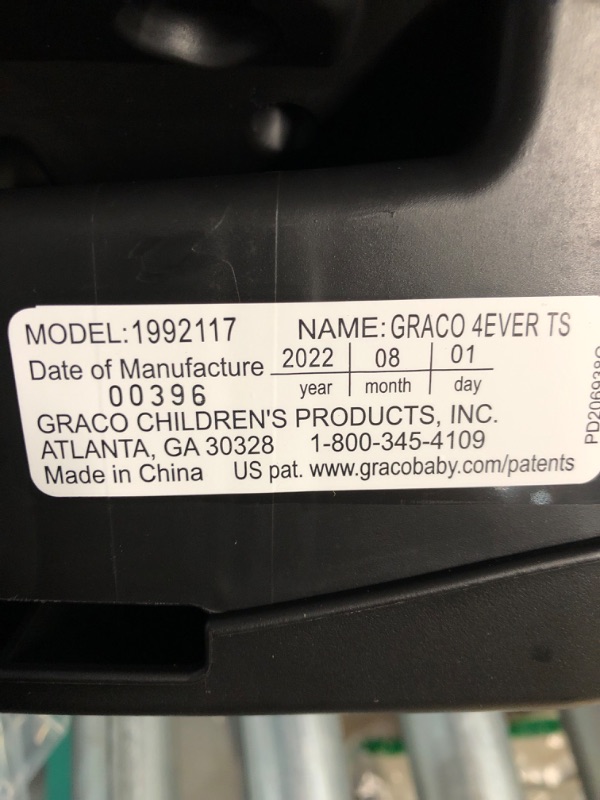 MODEL:1992117 NAME:GRACO 4EVER TS
Date of Manufacture 2022 | 08 | 01
00396 year month day
GRACO CHILDREN'S PRODUCTS, INC.
ATLANTA, GA 30328 1-800-345-4109
Made in China US pat. www.gracobaby.com/patents